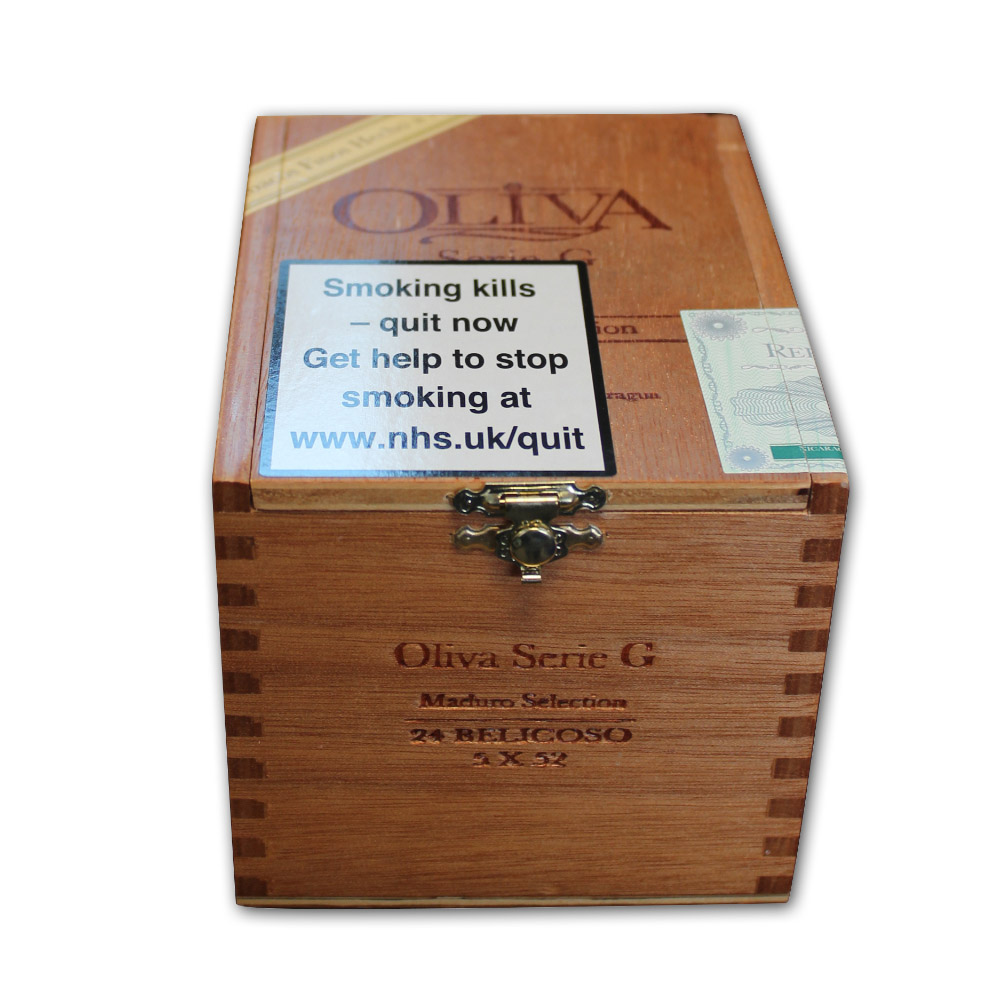 OLIVA
Serie G
Smoking kills
– quit now
Get help to stop
smoking at
www.nhs.uk/quit
Oliva Serie G
Maduro Selection
24 BELICOSO
5 X 52